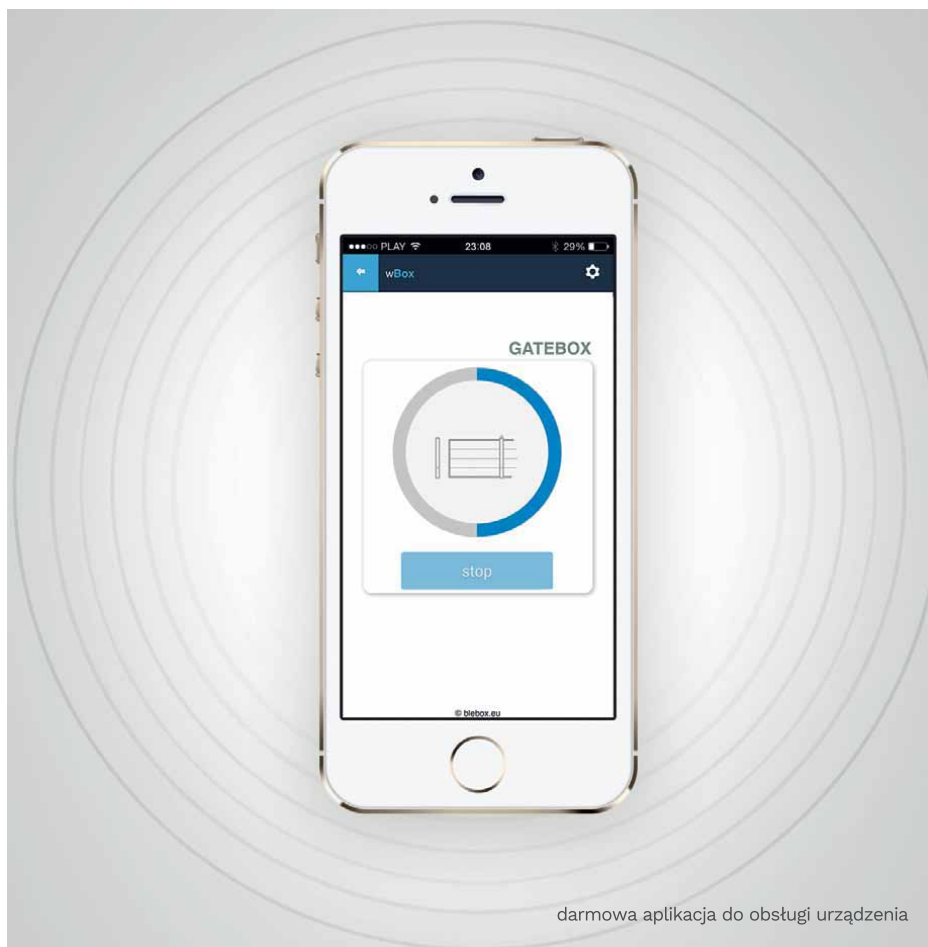 PLAY 23:08 29%
wBox
GATEBOX
stop
© blebox.eu
darmowa aplikacja do obsługi urządzenia